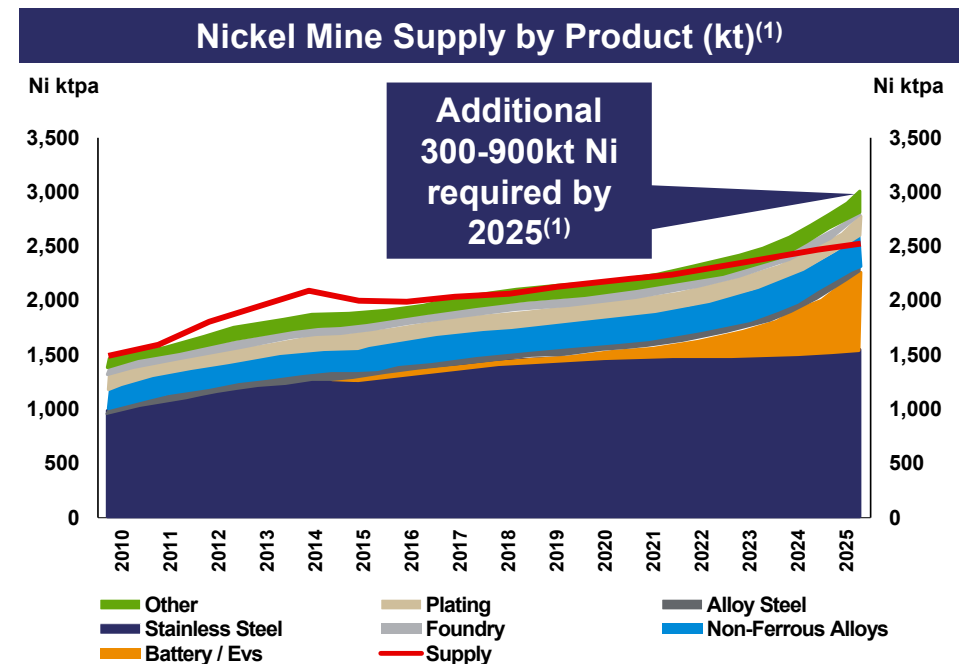 Nickel Mine Supply by Product (kt)(1)
Ni ktpa
Ni ktpa
Additional
300-900kt Ni
required by
2025(1)
3,500
3,000
2,500
2,000
1,500
1,000
500
0
3,500
3,000
2,500
2,000
1,500
1,000
500
0
2010
2011
2012
2013
2014
2015
2016
2017
2018
2019
2020
2021
2022
2023
2024
2025
Other
Plating
Alloy Steel
Stainless Steel
Foundry
Non-Ferrous Alloys
Battery / Evs
Supply